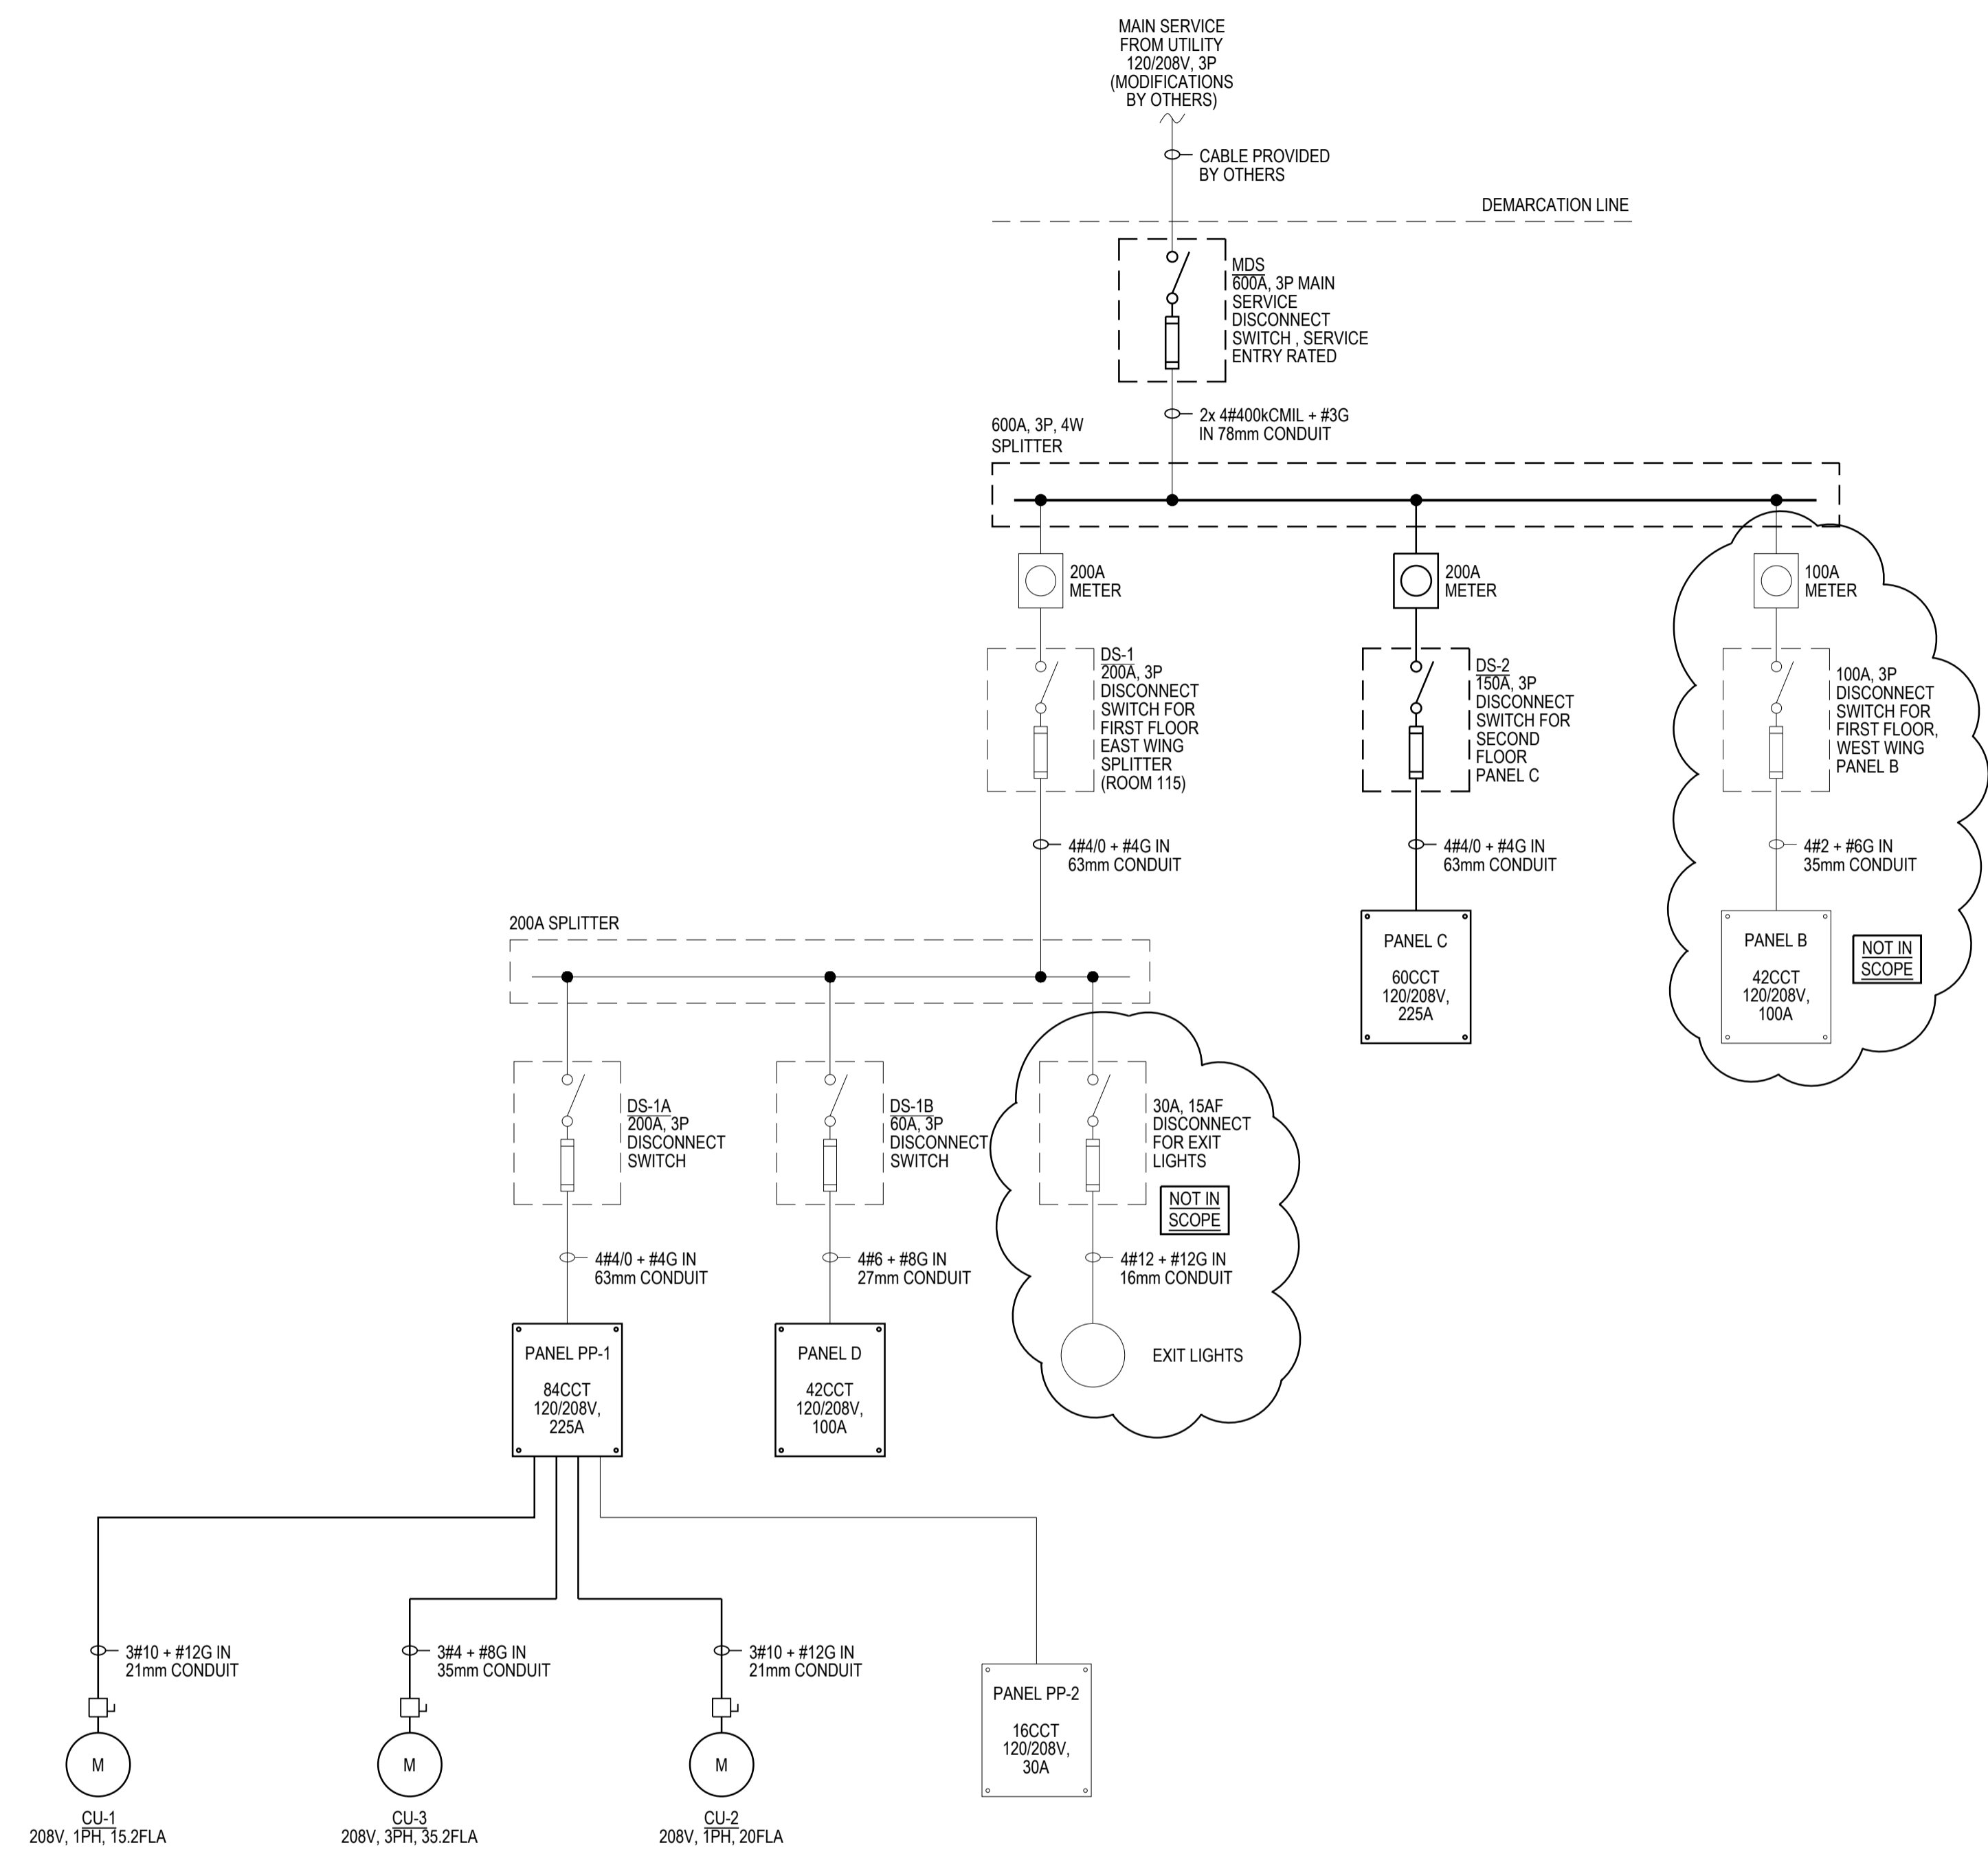 MAIN SERVICE
FROM UTILITY
120/208V, 3P
(MODIFICATIONS
BY OTHERS)
CABLE PROVIDED
BY OTHERS
DEMARCATION LINE
MDS
600A, 3P MAIN
SERVICE
DISCONNECT
SWITCH , SERVICE
ENTRY RATED
2x 4#400kCMIL + #3G
IN 78mm CONDUIT
600A, 3P, 4W
SPLITTER
200A
METER
200A
METER
100A
METER
DS-1
200A, 3P
DISCONNECT
SWITCH FOR
FIRST FLOOR
EAST WING
SPLITTER
(ROOM 115)
DS-2
150A, 3P
DISCONNECT
SWITCH FOR
SECOND
FLOOR
PANEL C
100A, 3P
DISCONNECT
SWITCH FOR
FIRST FLOOR,
WEST WING
PANEL B
4#4/0 + #4G IN
63mm CONDUIT
4#4/0 + #4G IN
63mm CONDUIT
4#2 + #6G IN
35mm CONDUIT
200A SPLITTER
PANEL C
60CCT
120/208V,
225A
PANEL B
42CCT
120/208V,
100A
NOT IN
SCOPE
DS-1A
200A, 3P
DISCONNECT
SWITCH
DS-1B
60A, 3P
DISCONNECT
SWITCH
30A, 15AF
DISCONNECT
FOR EXIT
LIGHTS
NOT IN
SCOPE
4#4/0 + #4G IN
63mm CONDUIT
4#6 + #8G IN
27mm CONDUIT
4#12 + #12G IN
16mm CONDUIT
PANEL PP-1
84CCT
120/208V,
225A
PANEL D
42CCT
120/208V,
100A
EXIT LIGHTS
3#10 + #12G IN
21mm CONDUIT
3#4 + #8G IN
35mm CONDUIT
3#10 + #12G IN
21mm CONDUIT
PANEL PP-2
16CCT
120/208V,
30A
M
M
M
CU-1
208V, 1PH, 15.2FLA
CU-3
208V, 3PH, 35.2FLA
CU-2
208V, 1PH, 20FLA